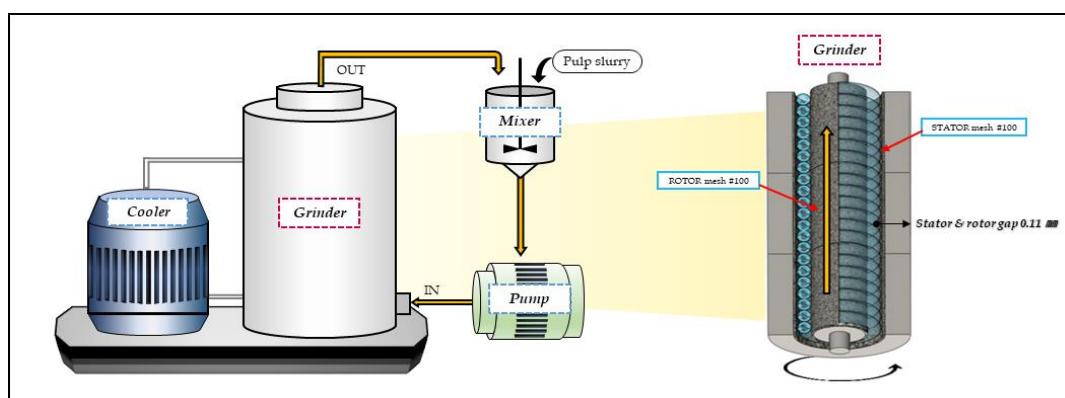 OUT
Pulp slurry
Mixer
Cooler
Grinder
IN
Pump
Grinder
STATOR mesh #100
ROTOR mesh #100
Stator & rotor gap 0.11 ㎜